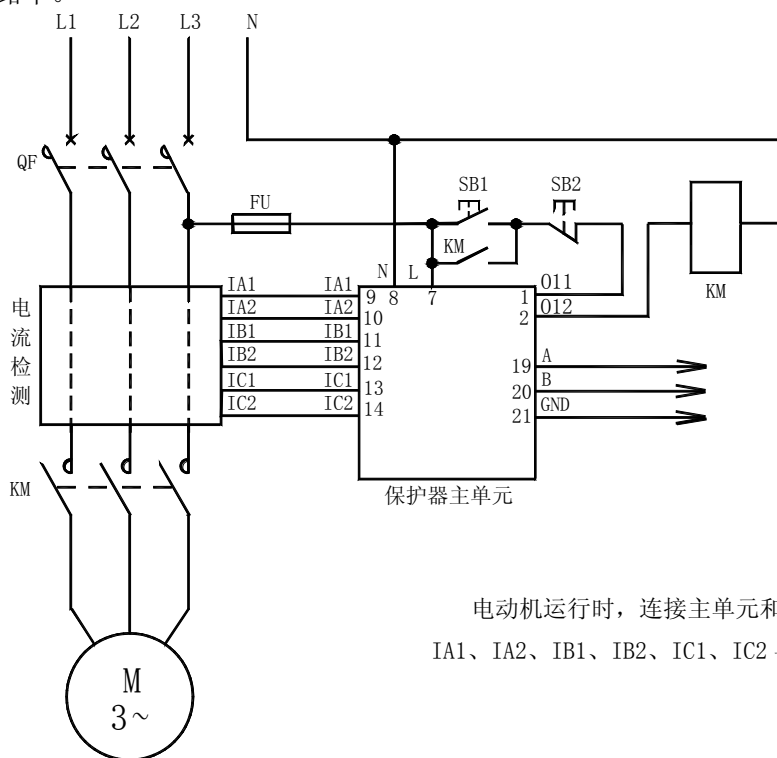 L1 L2 L3 N
QF
SB1 SB2
FU
KM
N L
KM
IA1 IA1 9 8 7 1 O11
IA2 IA2 10 2 O12
IB1 IB1 11
IB2 IB2 12 19 A
IC1 IC1 13 20 B
IC2 IC2 14 21 GND
电流检测
KM
保护器主单元
电动机运行时，连接主单元和
IA1、IA2、IB1、IB2、IC1、IC2
M
3~